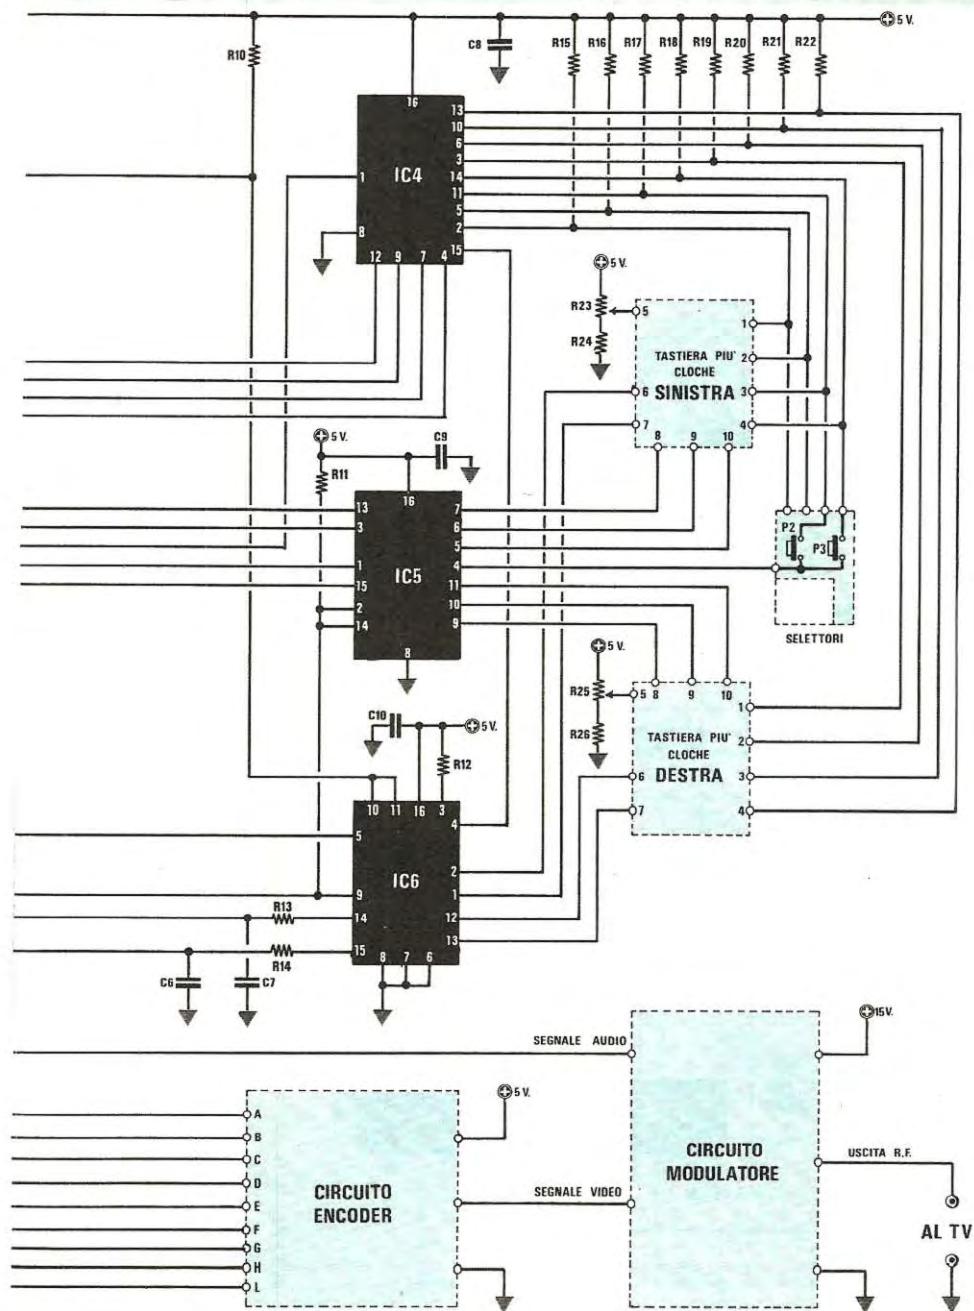 5 V.
R10
C8
R15 R16 R17 R18 R19 R20 R21 R22
16
13
10
6
3
14
11
5
2
15
1
8
IC4
12 9 7 4
5 V.
R23
R24
5
6
7
TASTIERA PIU'
CLOCHE
SINISTRA
1
2
3
4
8 9 10
5 V.
R11
C9
16
13
3
1
15
2
14
IC5
7
6
5
4
11
10
9
8
P2
P3
SELETTORI
5 V.
R25
R26
5 8 9 10
6
7
TASTIERA PIU'
CLOCHE
DESTRA
1
2
3
4
C10
5 V.
R12
10 11 16 3
5
9
14
15
IC6
4
2
1
12
13
8 7 6
R13
R14
C6
C7
SEGNALE AUDIO
15 V.
5 V.
A
B
C
D
E
F
G
H
L
CIRCUITO
ENCODER
SEGNALE VIDEO
CIRCUITO
MODULATORE
USCITA R.F.
AL TV